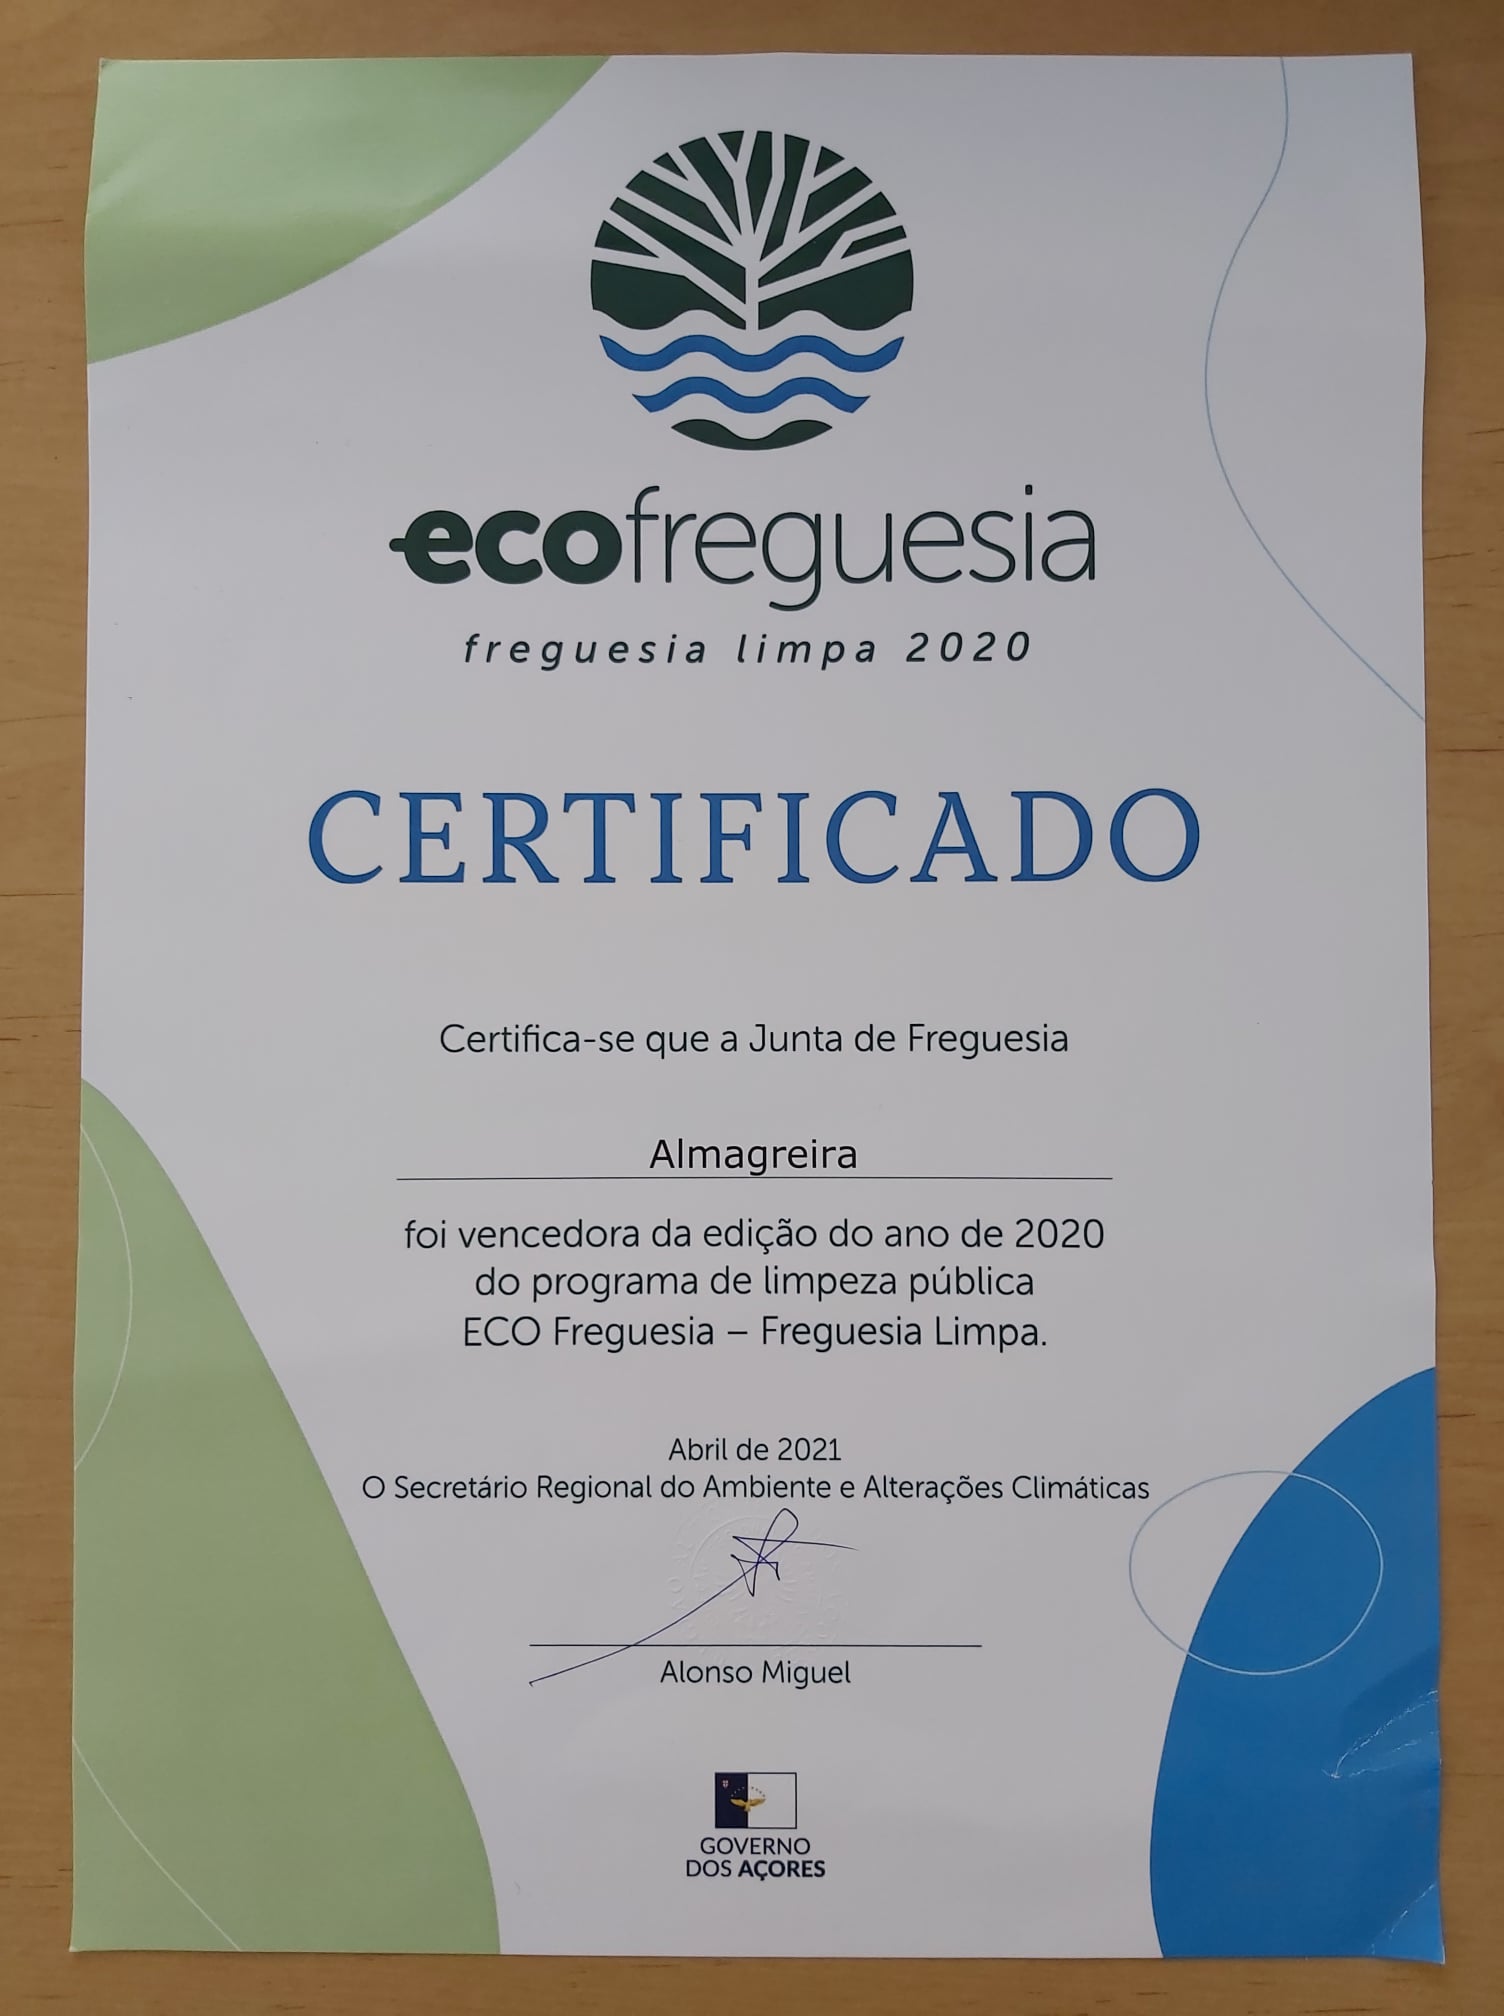 ecofreguesia
freguesia limpa 2020
CERTIFICADO
Certifica-se que a Junta de Freguesia
Almagreira
foi vencedora da edição do ano de 2020
do programa de limpeza pública
ECO Freguesia – Freguesia Limpa.
Abril de 2021
O Secretário Regional do Ambiente e Alterações Climáticas
Alonso Miguel
GOVERNO
DOS AÇORES